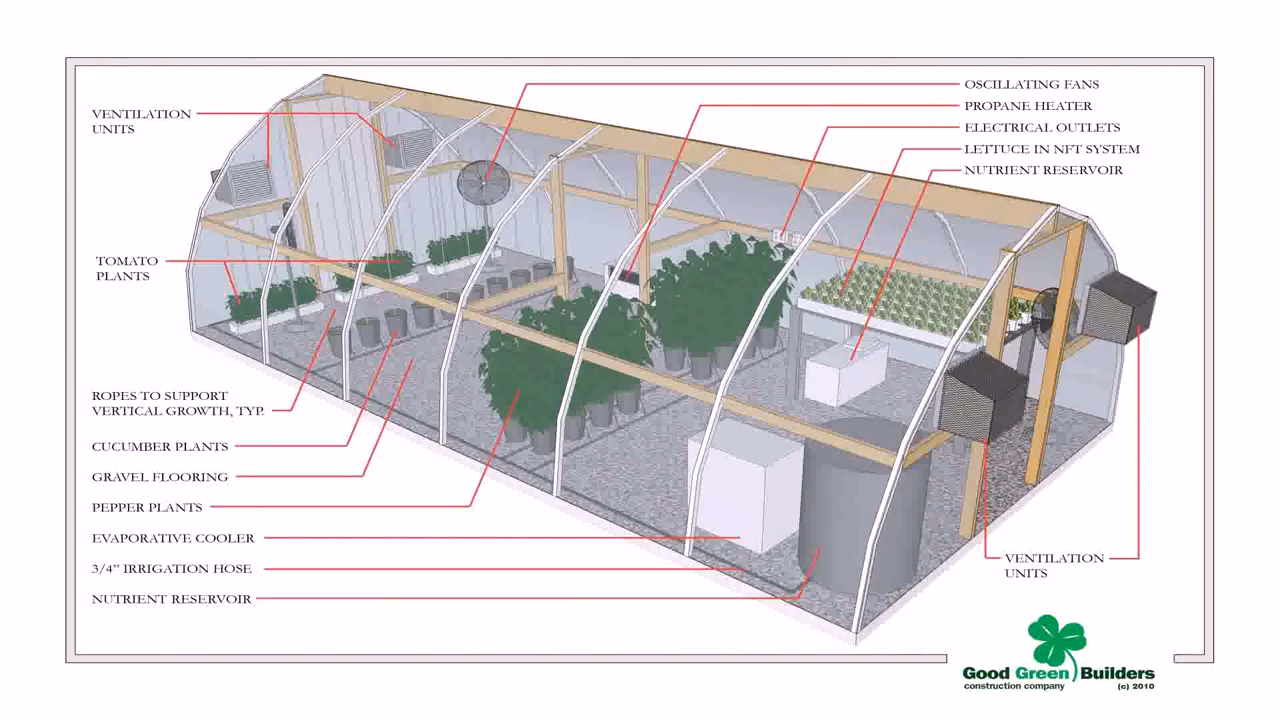 VENTILATION
UNITS
TOMATO
PLANTS
ROPES TO SUPPORT
VERTICAL GROWTH, TYP.
CUCUMBER PLANTS
GRAVEL FLOORING
PEPPER PLANTS
EVAPORATIVE COOLER
3/4” IRRIGATION HOSE
NUTRIENT RESERVOIR
OSCILLATING FANS
PROPANE HEATER
ELECTRICAL OUTLETS
LETTUCE IN NFT SYSTEM
NUTRIENT RESERVOIR
VENTILATION
UNITS
Good Green Builders
construction company (c) 2010